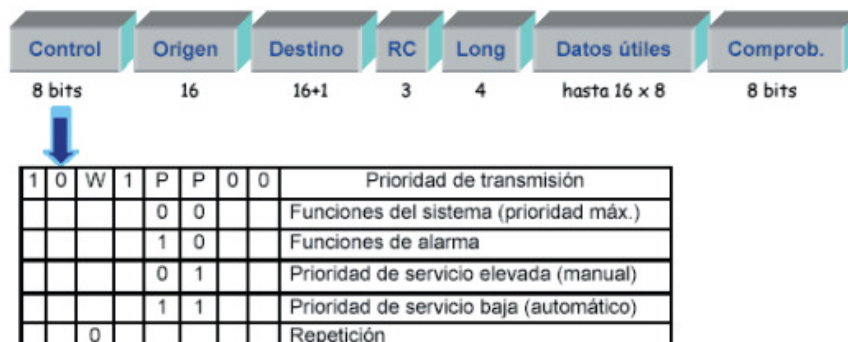 Control Origen Destino RC Long Datos útiles Comprob.
8 bits 16 16+1 3 4 hasta 16 x 8 8 bits
1 0 W 1 P P 0 0 Prioridad de transmisión
0 0 Funciones del sistema (prioridad máx.)
1 0 Funciones de alarma
0 1 Prioridad de servicio elevada (manual)
1 1 Prioridad de servicio baja (automático)
0 Repetición